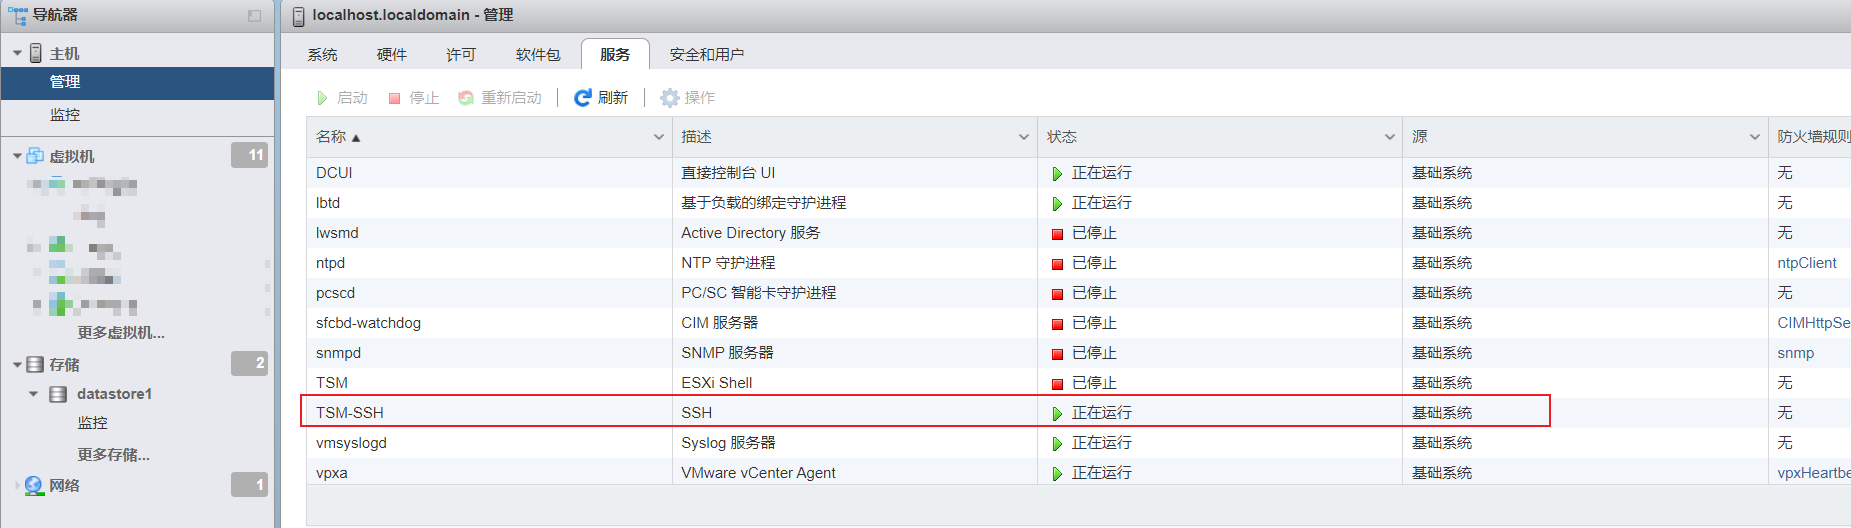 导航器
主机
管理
监控
虚拟机 11
更多虚拟机...
存储 2
datastore1
监控
更多存储...
网络 1
localhost.localdomain - 管理
系统 硬件 许可 软件包 服务 安全和用户
启动 停止 重新启动 刷新 操作
名称 描述 状态 源 防火墙规则
DCUI 直接控制台 UI 正在运行 基础系统 无
lbtd 基于负载的绑定守护进程 正在运行 基础系统 无
lwsmd Active Directory 服务 已停止 基础系统 无
ntpd NTP 守护进程 已停止 基础系统 ntpClient
pcscd PC/SC 智能卡守护进程 已停止 基础系统 无
sfcbd-watchdog CIM 服务器 已停止 基础系统 CIMHttpSe
snmpd SNMP 服务器 已停止 基础系统 snmp
TSM ESXi Shell 已停止 基础系统 无
TSM-SSH SSH 正在运行 基础系统 无
vmsyslogd Syslog 服务器 正在运行 基础系统 无
vpxa VMware vCenter Agent 正在运行 基础系统 vpxHeartbe